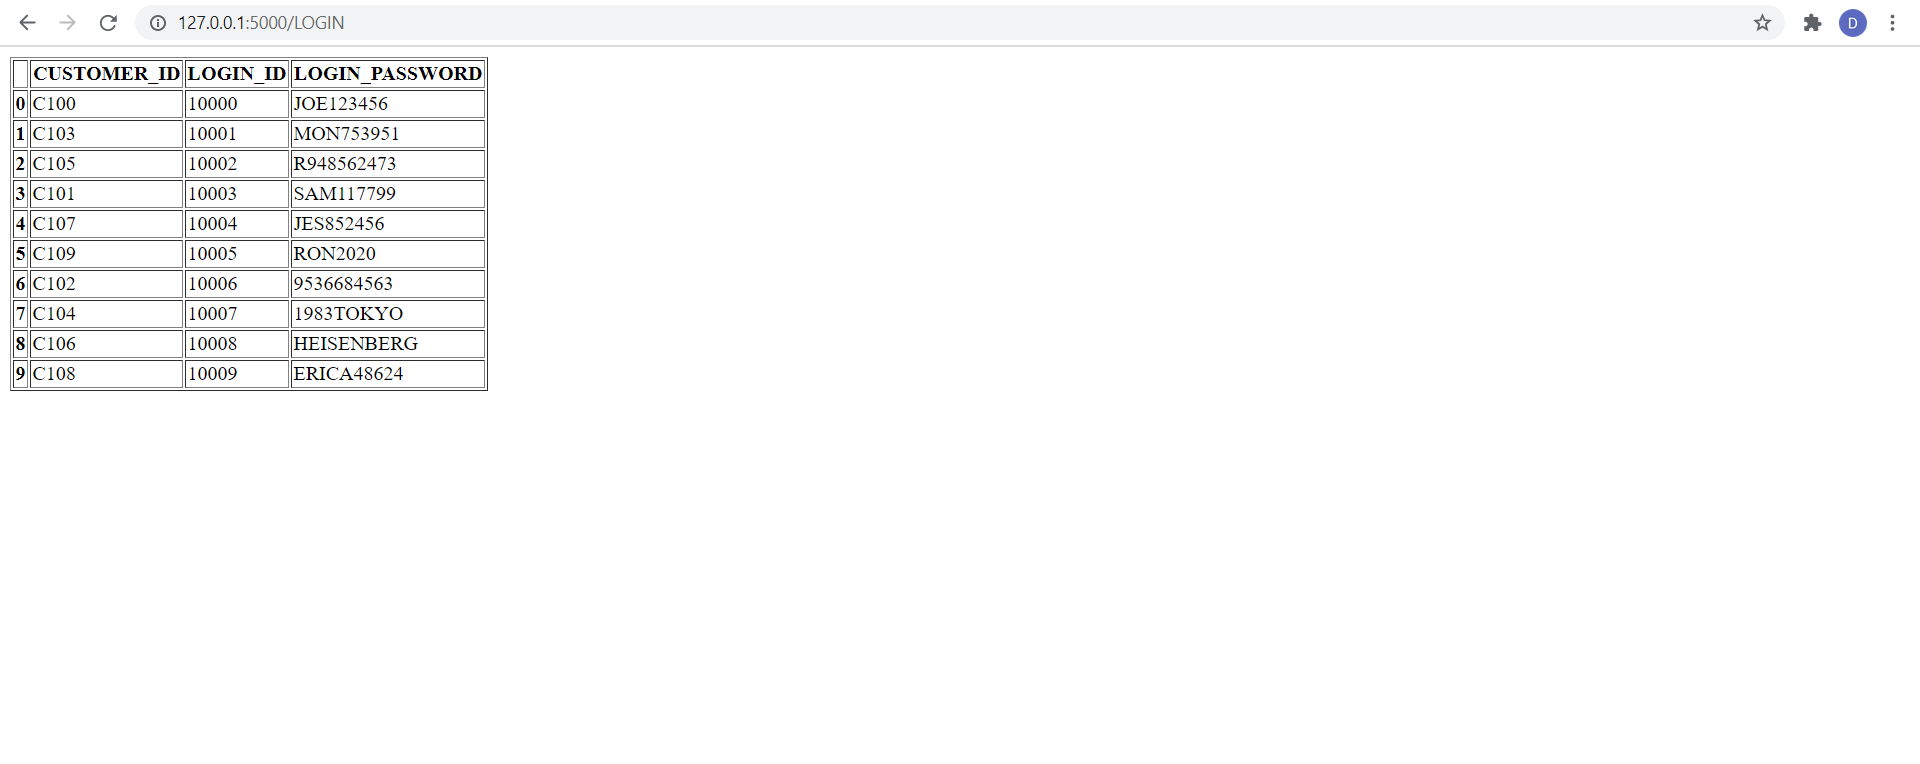 127.0.0.1:5000/LOGIN
D
CUSTOMER_ID LOGIN_ID LOGIN_PASSWORD
0 C100 10000 JOE123456
1 C103 10001 MON753951
2 C105 10002 R948562473
3 C101 10003 SAM117799
4 C107 10004 JES852456
5 C109 10005 RON2020
6 C102 10006 9536684563
7 C104 10007 1983TOKYO
8 C106 10008 HEISENBERG
9 C108 10009 ERICA48624